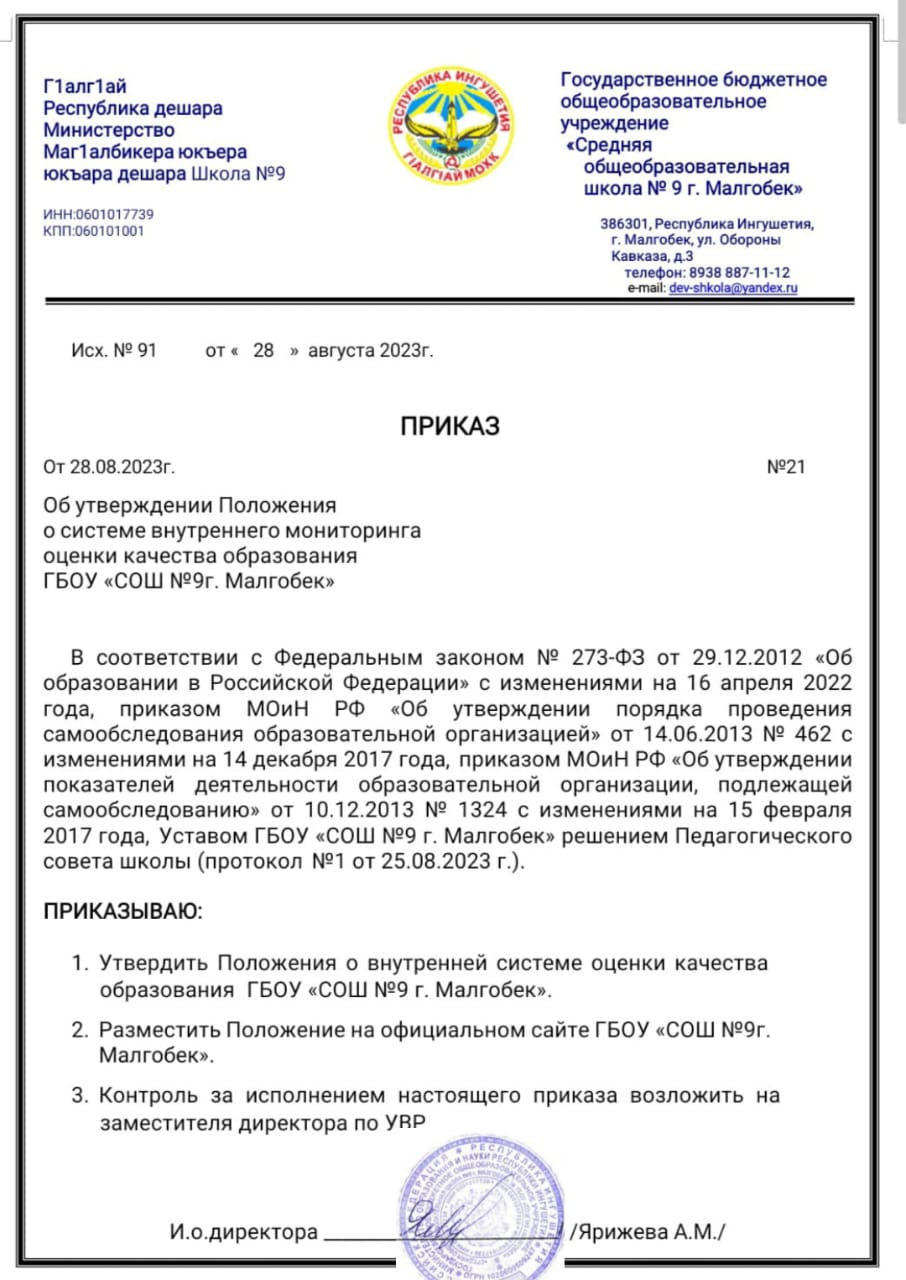 Г1алг1ай
Республика дешара
Министерство
Маг1албикера юкъера
юкъара дешара Школа №9
ИНН:0601017739
КПП:060101001
РЕСПУБЛИКА ИНГУШЕТИЯ
ГIАЛГIАЙ МОХК
Государственное бюджетное
общеобразовательное
учреждение
«Средняя
общеобразовательная
школа № 9 г. Малгобек»
386301, Республика Ингушетия,
г. Малгобек, ул. Обороны
Кавказа, д.3
телефон: 8938 887-11-12
e-mail: dev-shkola@yandex.ru
Исх. № 91 от « 28 » августа 2023г.
ПРИКАЗ
От 28.08.2023г. №21
Об утверждении Положения
о системе внутреннего мониторинга
оценки качества образования
ГБОУ «СОШ №9г. Малгобек»
В соответствии с Федеральным законом № 273-ФЗ от 29.12.2012 «Об
образовании в Российской Федерации» с изменениями на 16 апреля 2022
года, приказом МОиН РФ «Об утверждении порядка проведения
самообследования образовательной организацией» от 14.06.2013 № 462 с
изменениями на 14 декабря 2017 года, приказом МОиН РФ «Об утверждении
показателей деятельности образовательной организации, подлежащей
самообследованию» от 10.12.2013 № 1324 с изменениями на 15 февраля
2017 года, Уставом ГБОУ «СОШ №9 г. Малгобек» решением Педагогического
совета школы (протокол №1 от 25.08.2023 г.).
ПРИКАЗЫВАЮ:
1. Утвердить Положения о внутренней системе оценки качества
образования ГБОУ «СОШ №9 г. Малгобек».
2. Разместить Положение на официальном сайте ГБОУ «СОШ №9г.
Малгобек».
3. Контроль за исполнением настоящего приказа возложить на
заместителя директора по УВР
И.о.директора /Ярижева А.М./